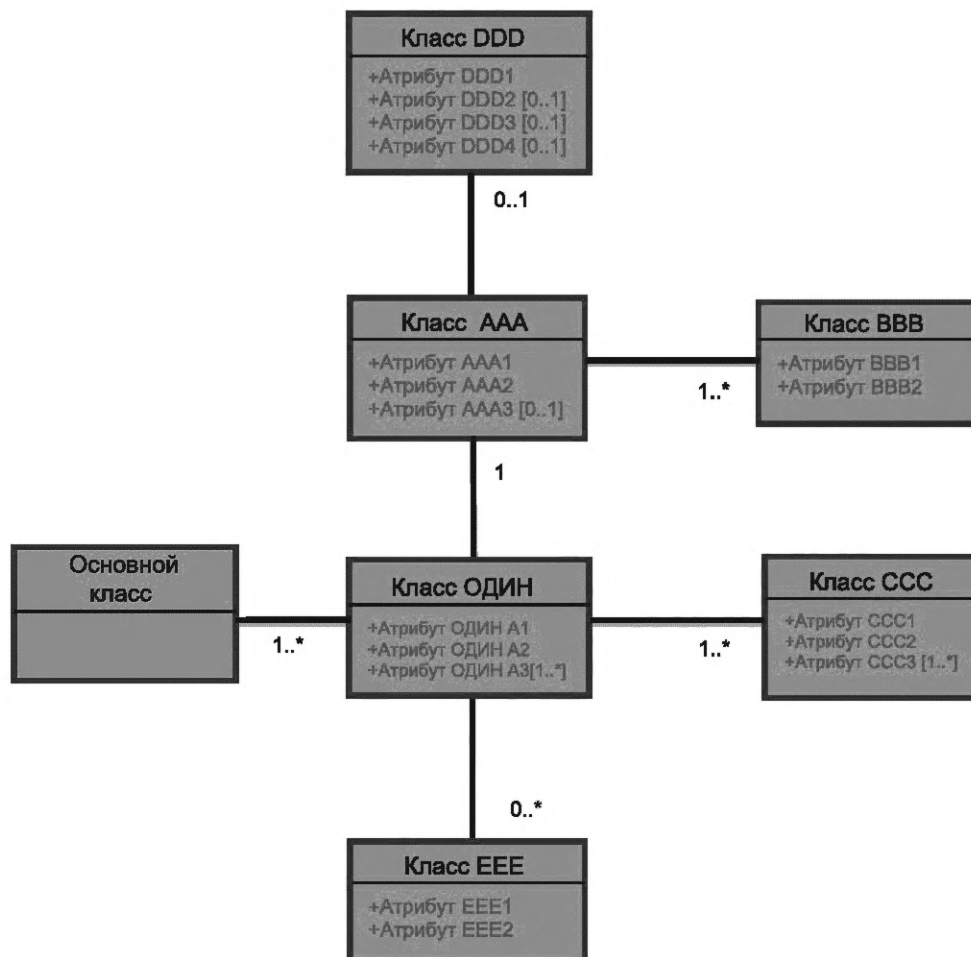 Класс DDD
+Атрибут DDD1
+Атрибут DDD2 [0..1]
+Атрибут DDD3 [0..1]
+Атрибут DDD4 [0..1]
0..1
Класс AAA
+Атрибут AAA1
+Атрибут AAA2
+Атрибут AAA3 [0..1]
1..*
Класс BBB
+Атрибут BBB1
+Атрибут BBB2
1
Основной
класс
1..*
Класс ОДИН
+Атрибут ОДИН A1
+Атрибут ОДИН A2
+Атрибут ОДИН A3[1..*]
1..*
Класс CCC
+Атрибут CCC1
+Атрибут CCC2
+Атрибут CCC3 [1..*]
0..*
Класс EEE
+Атрибут EEE1
+Атрибут EEE2